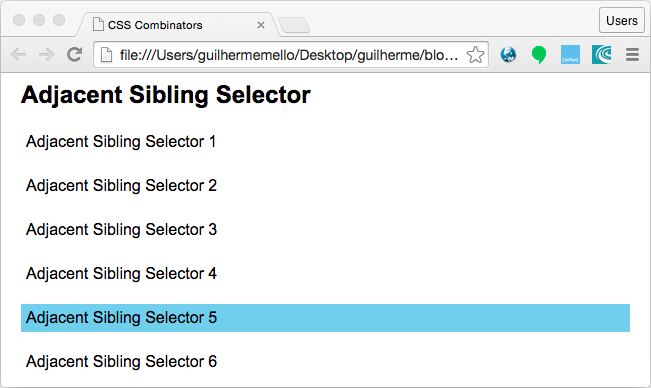 CSS Combinators
Users
file:///Users/guilhermemello/Desktop/guilherme/blo…
Adjacent Sibling Selector
Adjacent Sibling Selector 1
Adjacent Sibling Selector 2
Adjacent Sibling Selector 3
Adjacent Sibling Selector 4
Adjacent Sibling Selector 5
Adjacent Sibling Selector 6